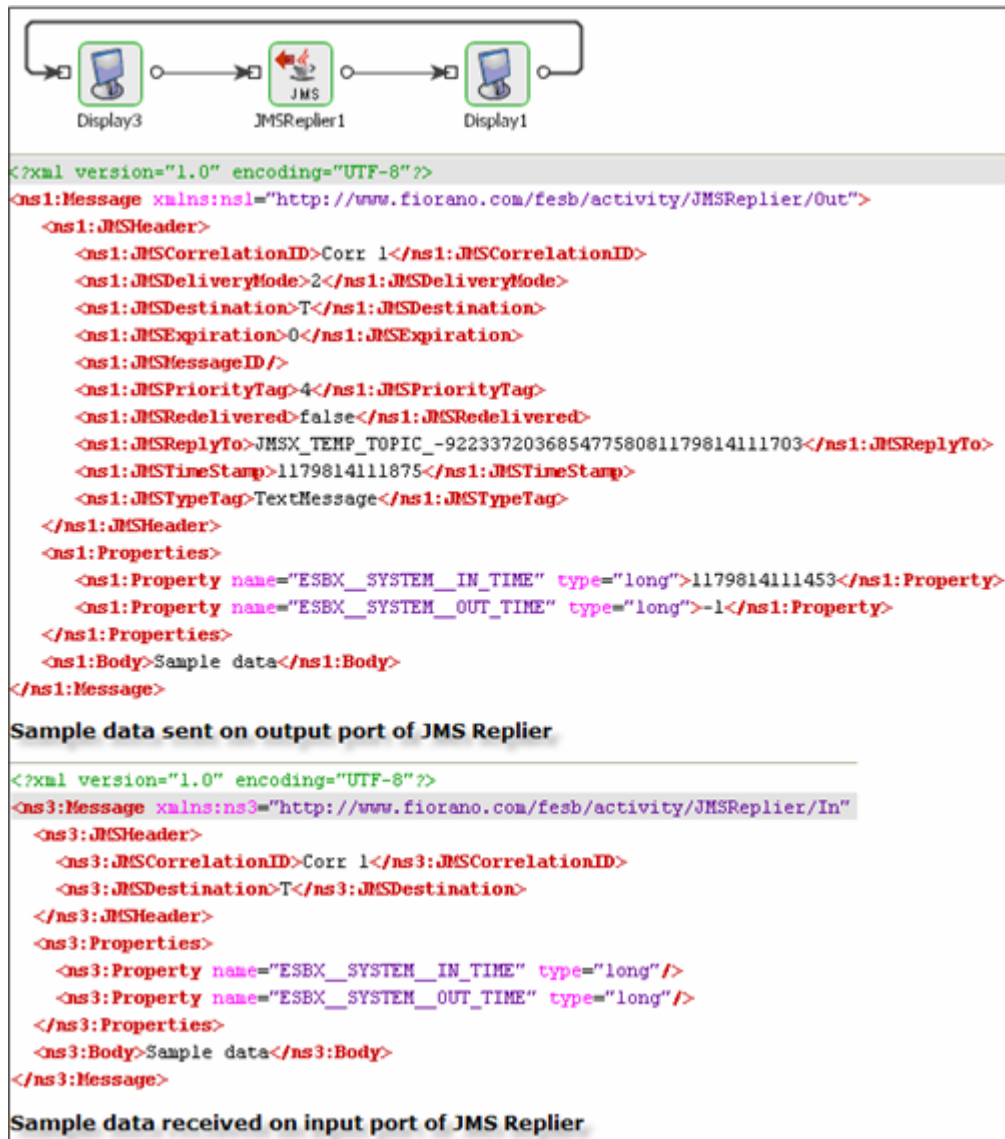 JMS
Display3
JMSReplier1
Display1
<?xml version="1.0" encoding="UTF-8"?>
<ns1:Message xmlns:ns1="http://www.fiorano.com/fesb/activity/JMSReplier/Out">
<ns1:JMSHeader>
<ns1:JMSCorrelationID>Corr 1</ns1:JMSCorrelationID>
<ns1:JMSDeliveryMode>2</ns1:JMSDeliveryMode>
<ns1:JMSDestination>T</ns1:JMSDestination>
<ns1:JMSExpiration>0</ns1:JMSExpiration>
<ns1:JMSMessageID/>
<ns1:JMSPriorityTag>4</ns1:JMSPriorityTag>
<ns1:JMSRedelivered>false</ns1:JMSRedelivered>
<ns1:JMSReplyTo>JMSX_TEMP_TOPIC_-92233720368547758081179814111703</ns1:JMSReplyTo>
<ns1:JMSTimeStamp>1179814111875</ns1:JMSTimeStamp>
<ns1:JMSTypeTag>TextMessage</ns1:JMSTypeTag>
</ns1:JMSHeader>
<ns1:Properties>
<ns1:Property name="ESBX__SYSTEM__IN_TIME" type="long">1179814111453</ns1:Property>
<ns1:Property name="ESBX__SYSTEM__OUT_TIME" type="long">-1</ns1:Property>
</ns1:Properties>
<ns1:Body>Sample data</ns1:Body>
</ns1:Message>
Sample data sent on output port of JMS Replier
<?xml version="1.0" encoding="UTF-8"?>
<ns3:Message xmlns:ns3="http://www.fiorano.com/fesb/activity/JMSReplier/In"
<ns3:JMSHeader>
<ns3:JMSCorrelationID>Corr 1</ns3:JMSCorrelationID>
<ns3:JMSDestination>T</ns3:JMSDestination>
</ns3:JMSHeader>
<ns3:Properties>
<ns3:Property name="ESBX__SYSTEM__IN_TIME" type="long"/>
<ns3:Property name="ESBX__SYSTEM__OUT_TIME" type="long"/>
</ns3:Properties>
<ns3:Body>Sample data</ns3:Body>
</ns3:Message>
Sample data received on input port of JMS Replier